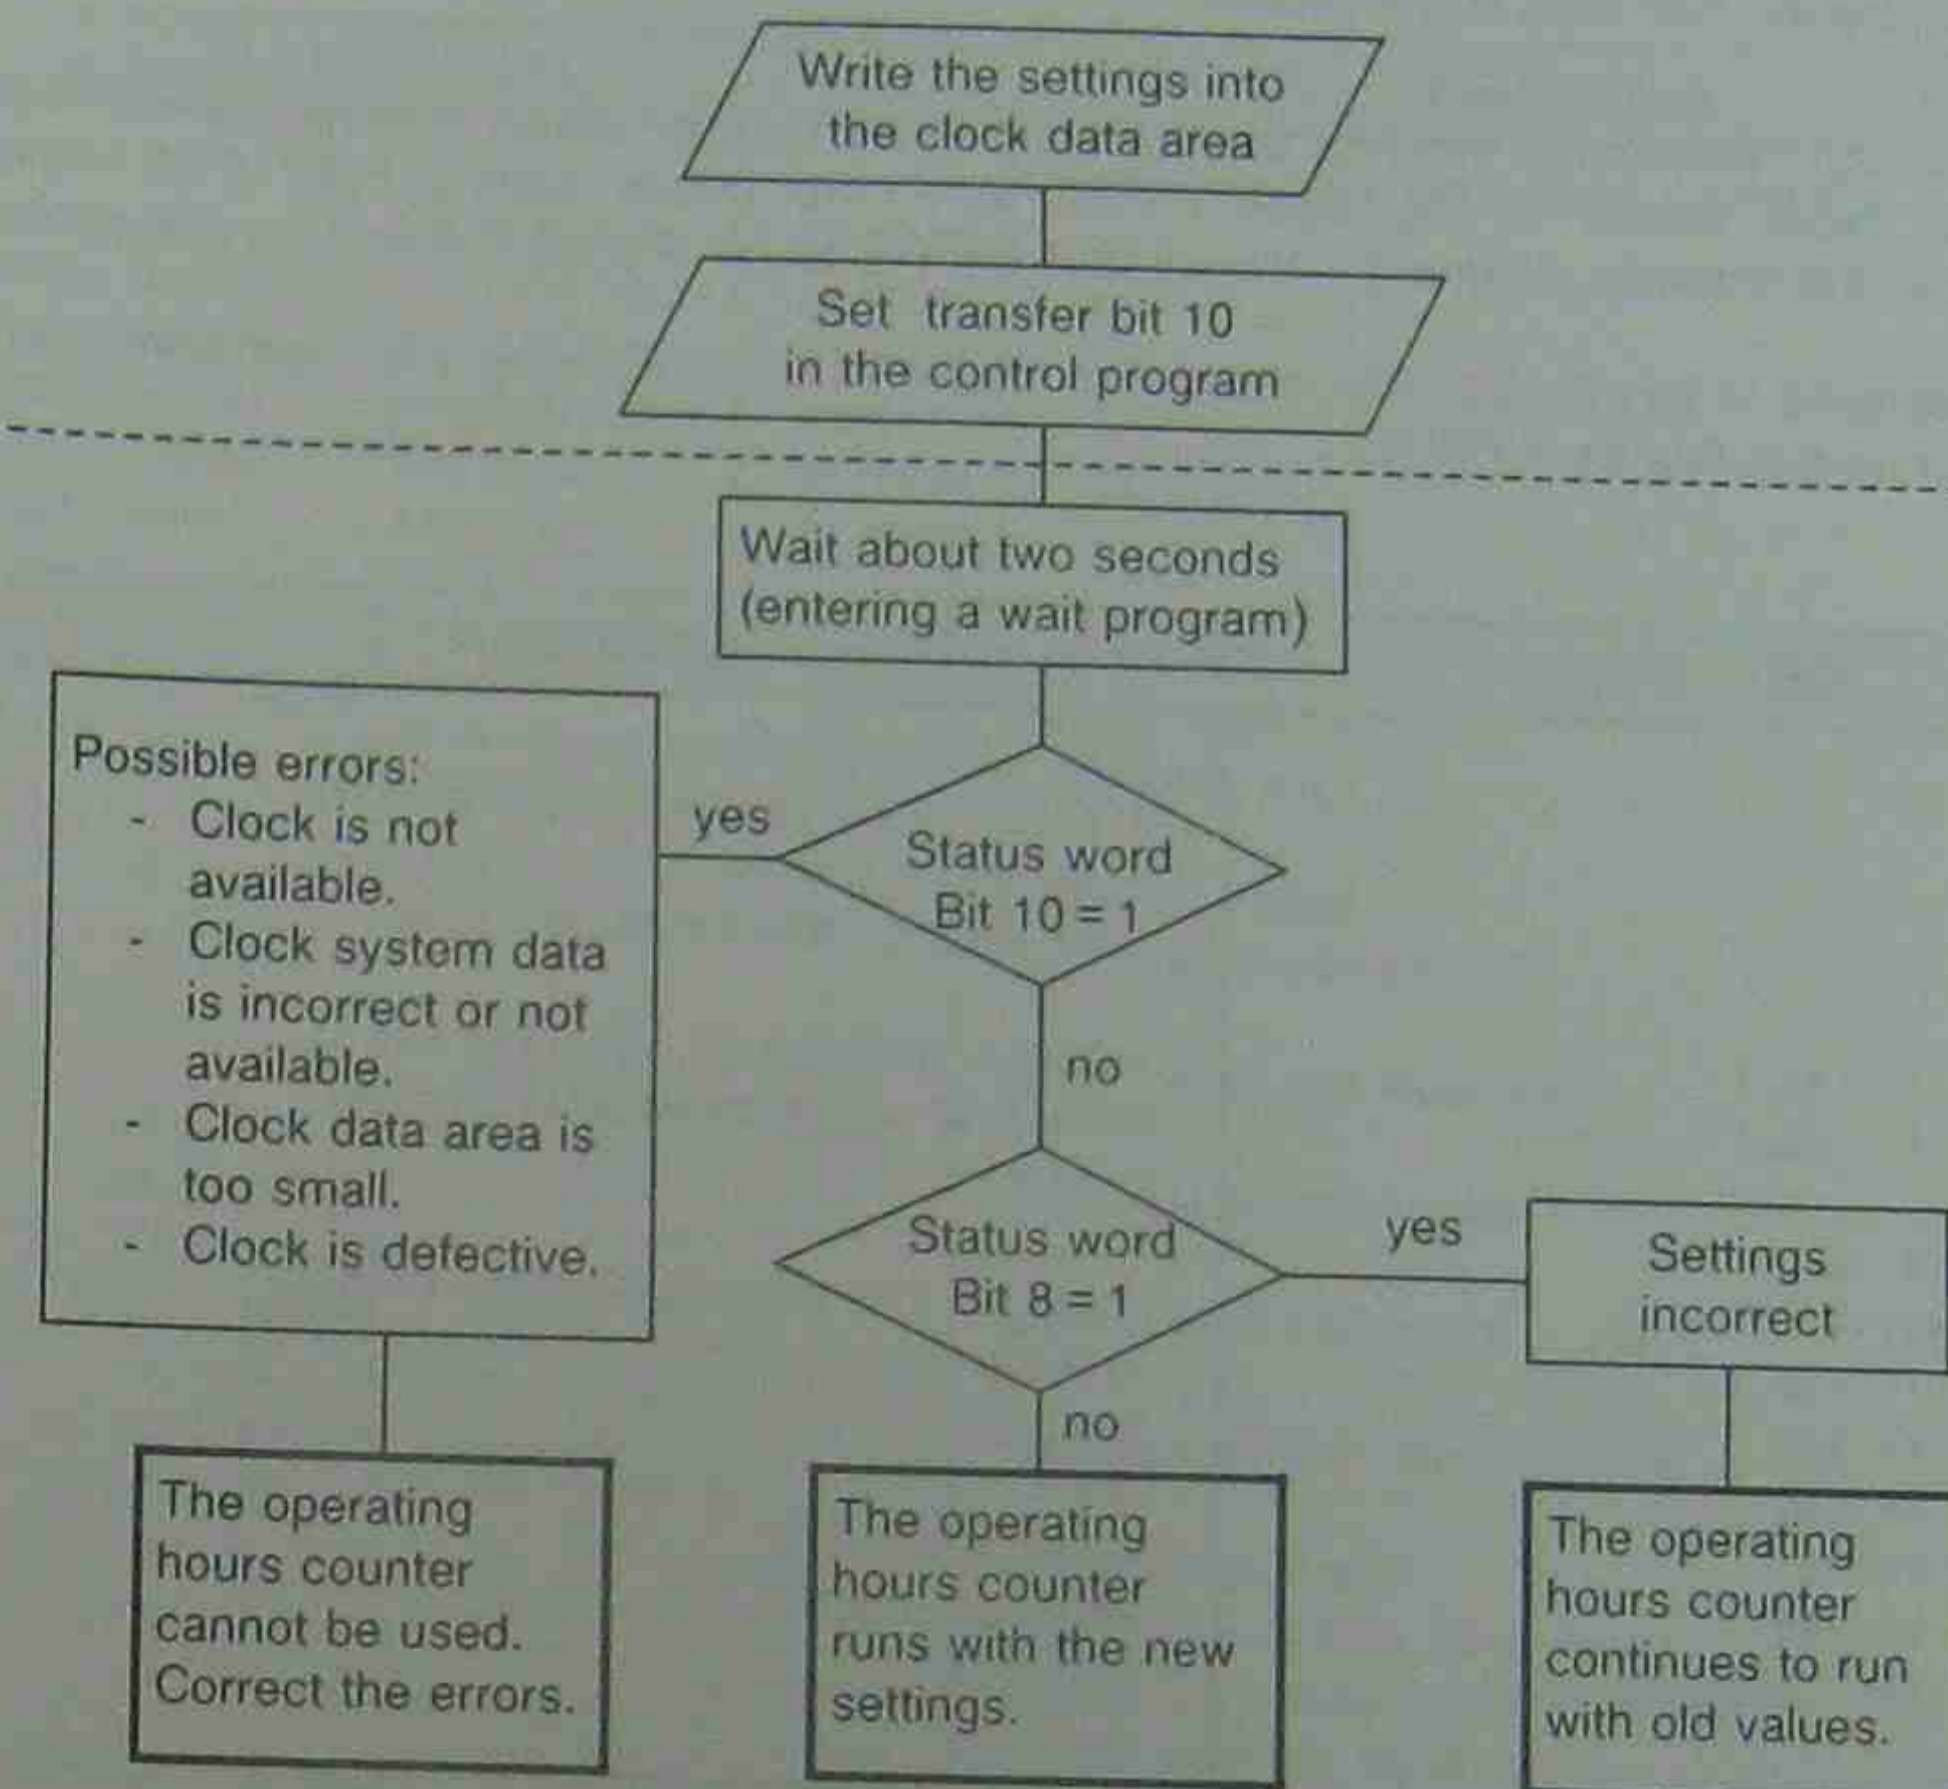 Write the settings into
the clock data area
Set transfer bit 10
in the control program
Wait about two seconds
(entering a wait program)
Possible errors:
- Clock is not
available.
- Clock system data
is incorrect or not
available.
- Clock data area is
too small.
- Clock is defective.
yes
Status word
Bit 10 = 1
no
Status word
Bit 8 = 1
yes
Settings
incorrect
no
The operating
hours counter
cannot be used.
Correct the errors.
The operating
hours counter
runs with the new
settings.
The operating
hours counter
continues to run
with old values.